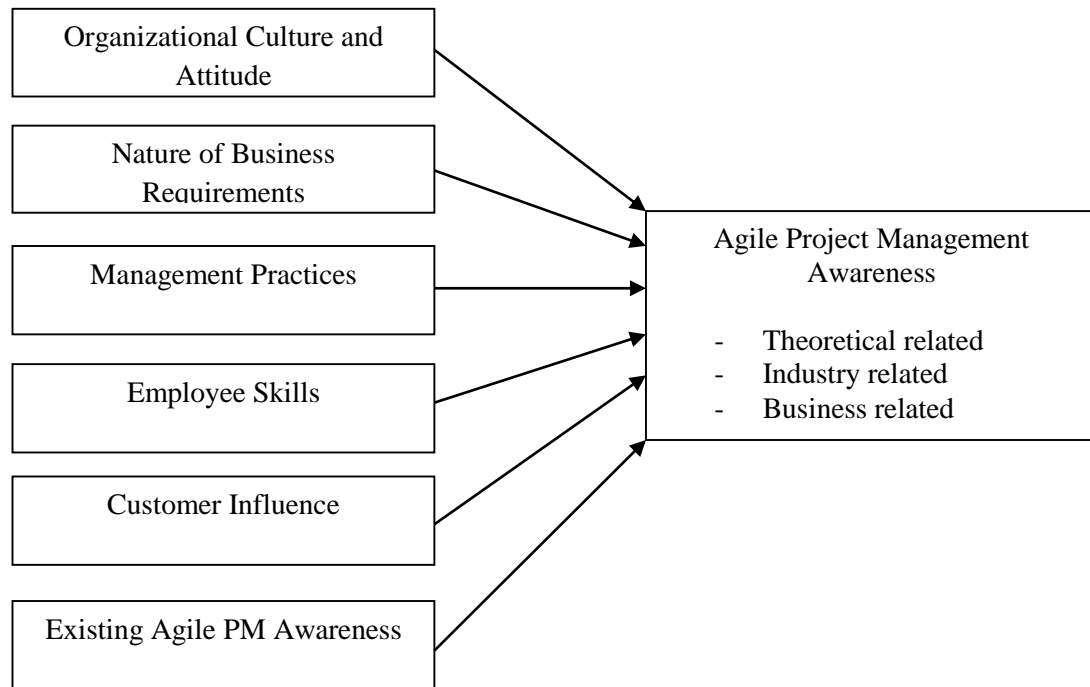 Organizational Culture and
Attitude
Nature of Business
Requirements
Management Practices
Employee Skills
Customer Influence
Existing Agile PM Awareness
Agile Project Management
Awareness
- Theoretical related
- Industry related
- Business related